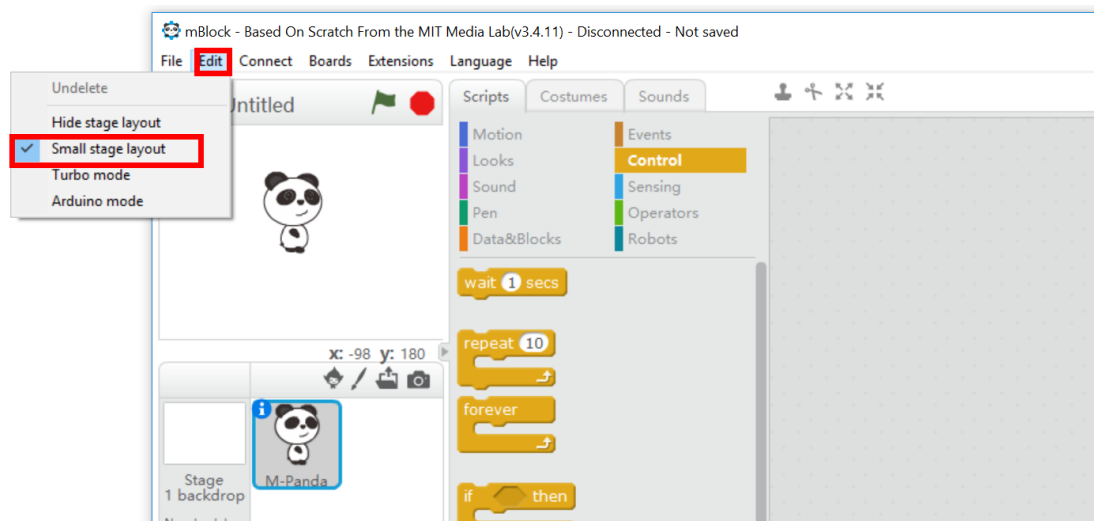 mBlock - Based On Scratch From the MIT Media Lab(v3.4.11) - Disconnected - Not saved
File Edit Connect Boards Extensions Language Help
Undelete
Hide stage layout
Small stage layout
Turbo mode
Arduino mode
Untitled
Scripts Costumes Sounds
Motion Events
Looks Control
Sound Sensing
Pen Operators
Data&Blocks Robots
wait 1 secs
repeat 10
forever
if then
x: -98 y: 180
Stage
1 backdrop
M-Panda